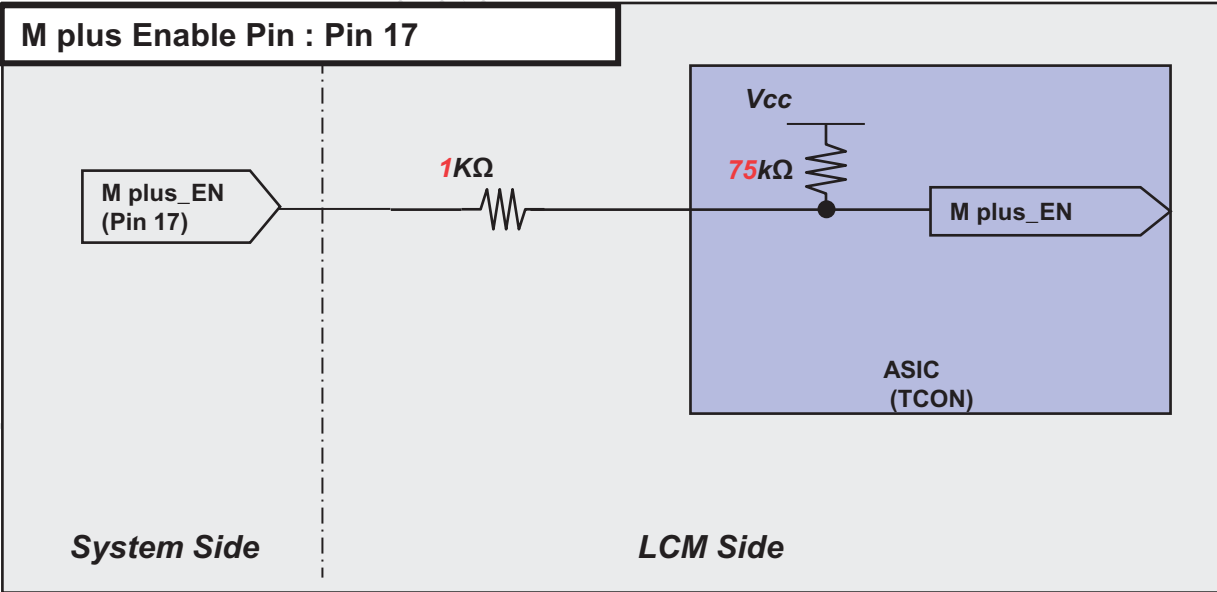 M plus Enable Pin : Pin 17
Vcc
1KΩ
75kΩ
M plus_EN
(Pin 17)
M plus_EN
ASIC
(TCON)
System Side
LCM Side